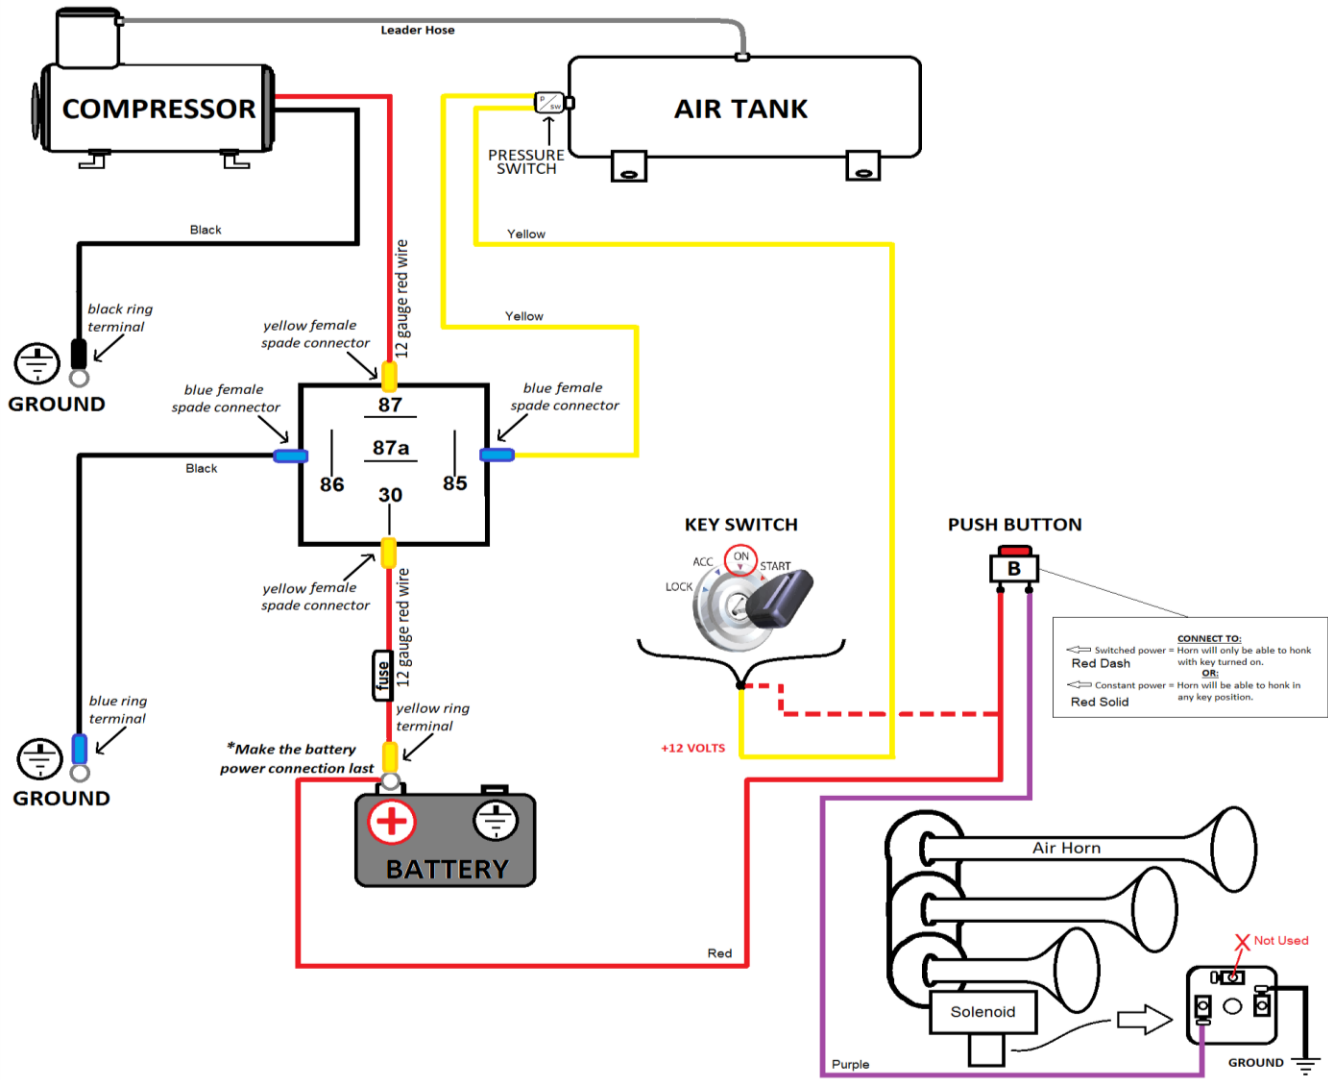 Leader Hose
COMPRESSOR
AIR TANK
P
SW
PRESSURE
SWITCH
Black
Yellow
12 gauge red wire
black ring
terminal
yellow female
spade connector
Yellow
GROUND
blue female
spade connector
blue female
spade connector
87
87a
86
85
30
Black
KEY SWITCH
PUSH BUTTON
ACC
ON
START
LOCK
B
yellow female
spade connector
12 gauge red wire
fuse
CONNECT TO:
Switched power = Horn will only be able to honk
Red Dash with key turned on.
OR:
Constant power = Horn will be able to honk in
Red Solid any key position.
blue ring
terminal
yellow ring
terminal
*Make the battery
power connection last
+12 VOLTS
GROUND
BATTERY
Air Horn
Red
X Not Used
Solenoid
Purple
GROUND